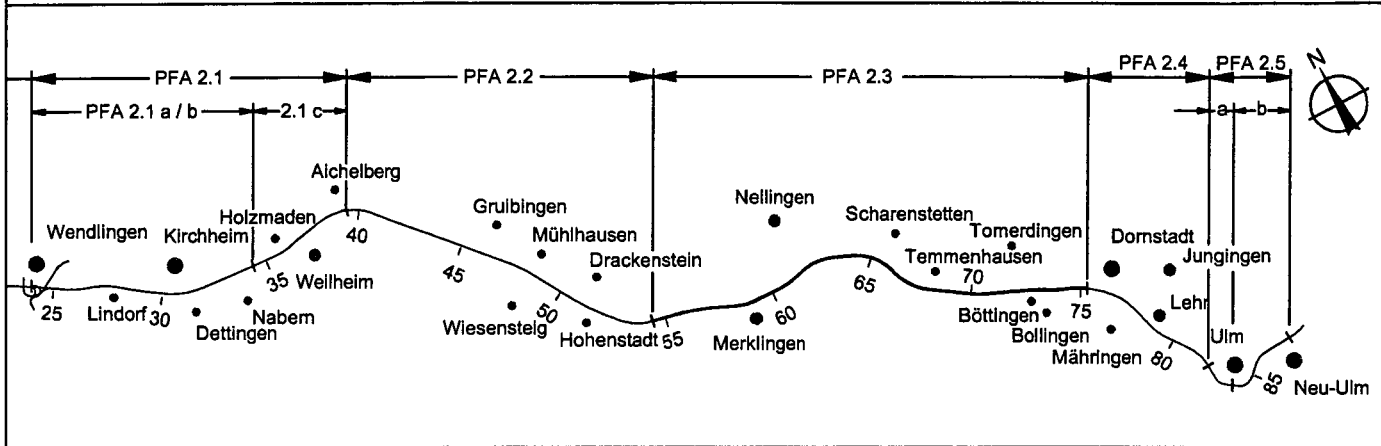 PFA 2.1
PFA 2.2
PFA 2.3
PFA 2.4
PFA 2.5
N
PFA 2.1 a / b
2.1 c
a
b
Aichelberg
Wendlingen
Holzmaden
Kirchheim
Weilheim
Lindorf
Dettingen
Nabern
Gruibingen
Mühlhausen
Drackenstein
Wiesensteig
Hohenstadt
Nellingen
Merklingen
Scharenstetten
Temmenhausen
Tomerdingen
Böttingen
Bollingen
Mähringen
Dornstadt
Jungingen
Lehr
Ulm
Neu-Ulm
25
30
35
40
45
50
55
60
65
70
75
80
85